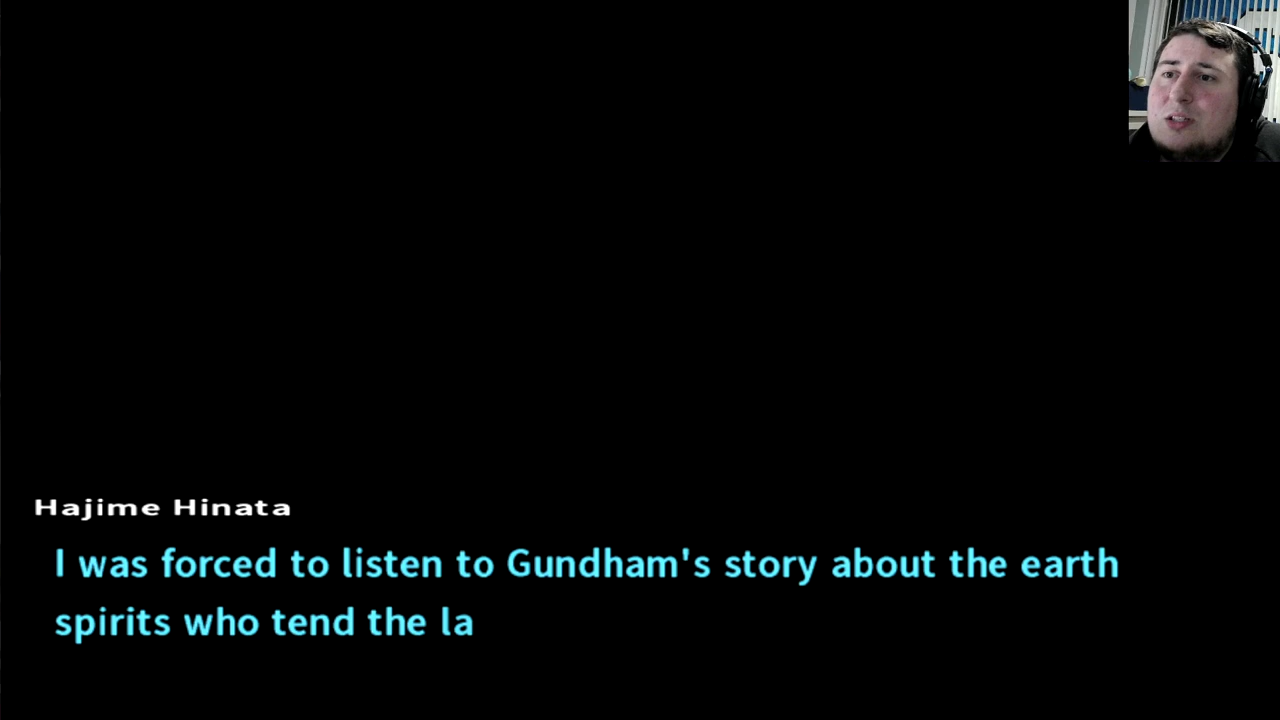 Hajime Hinata
I was forced to listen to Gundham's story about the earth
spirits who tend the la